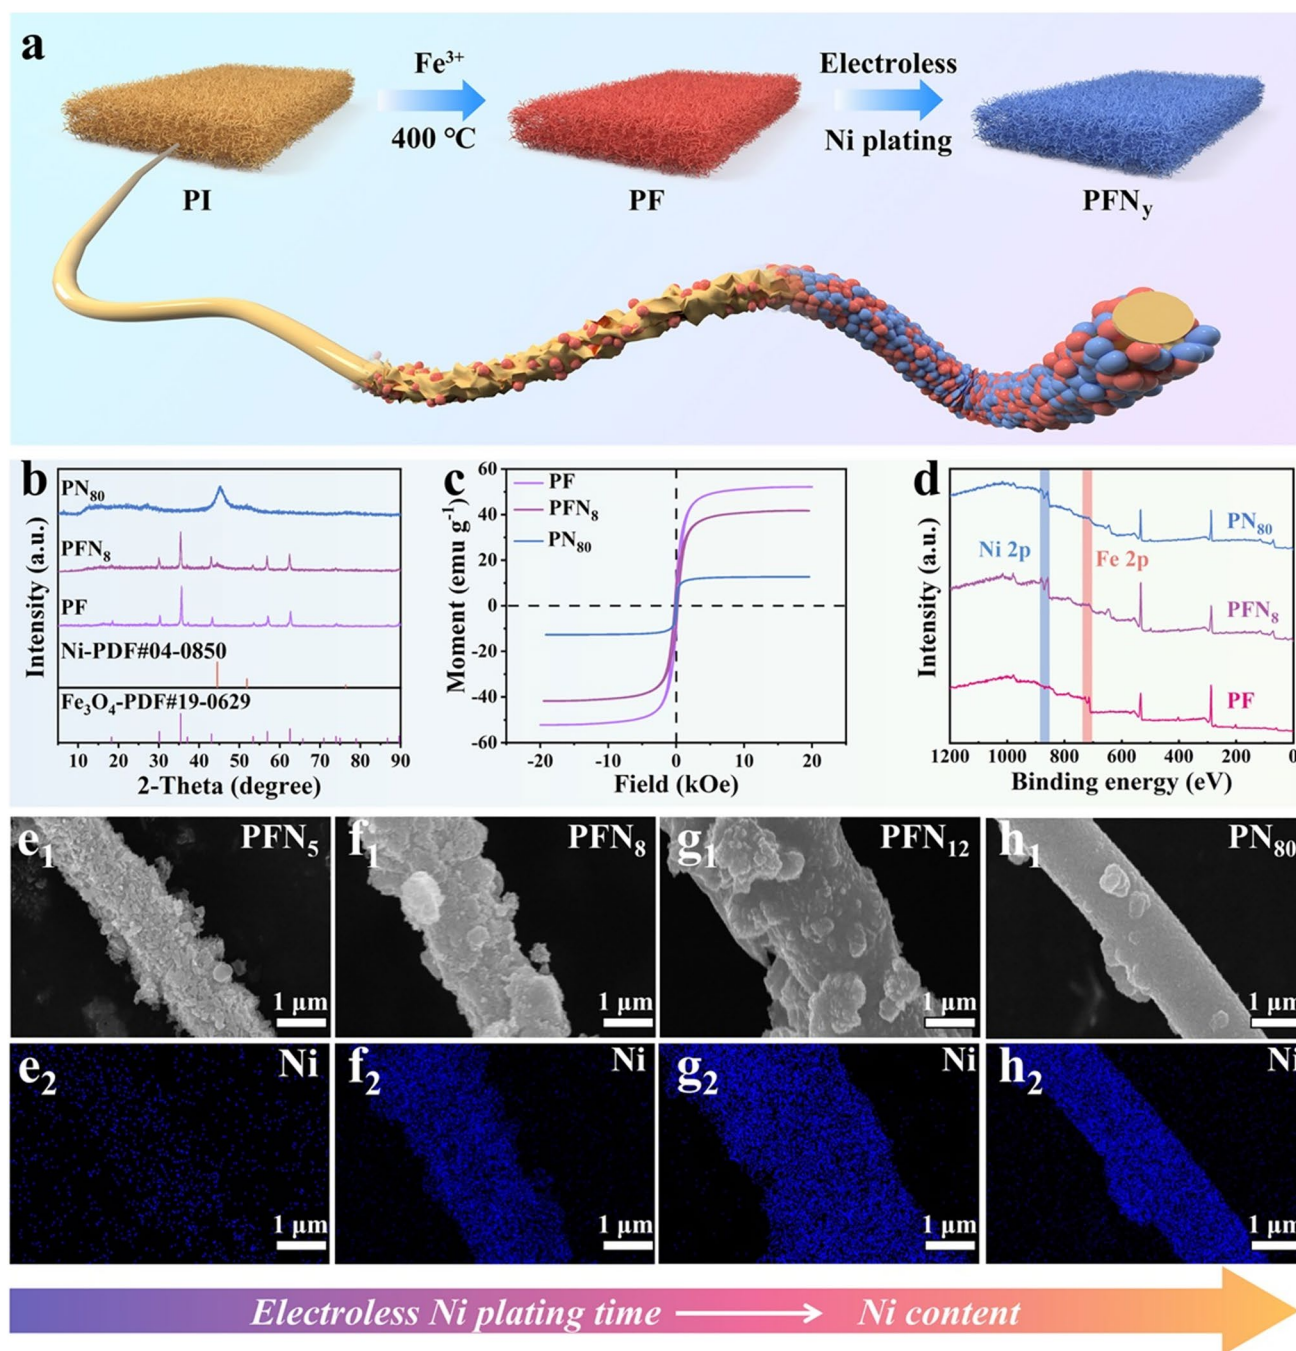 a
Fe³⁺
400 °C
Electroless
Ni plating
PI
PF
PFNy
b
PN80
PFN8
PF
Ni-PDF#04-0850
Fe3O4-PDF#19-0629
Intensity (a.u.)
10 20 30 40 50 60 70 80 90
2-Theta (degree)
c
PF
PFN8
PN80
60
40
20
0
-20
-40
-60
Moment (emu g-1)
-20 -10 0 10 20
Field (kOe)
d
PN80
Ni 2p
Fe 2p
PFN8
PF
Intensity (a.u.)
1200 1000 800 600 400 200 0
Binding energy (eV)
e1 PFN5
1 μm
f1 PFN8
1 μm
g1 PFN12
1 μm
h1 PN80
1 μm
e2 Ni
1 μm
f2 Ni
1 μm
g2 Ni
1 μm
h2 Ni
1 μm
Electroless Ni plating time → Ni content